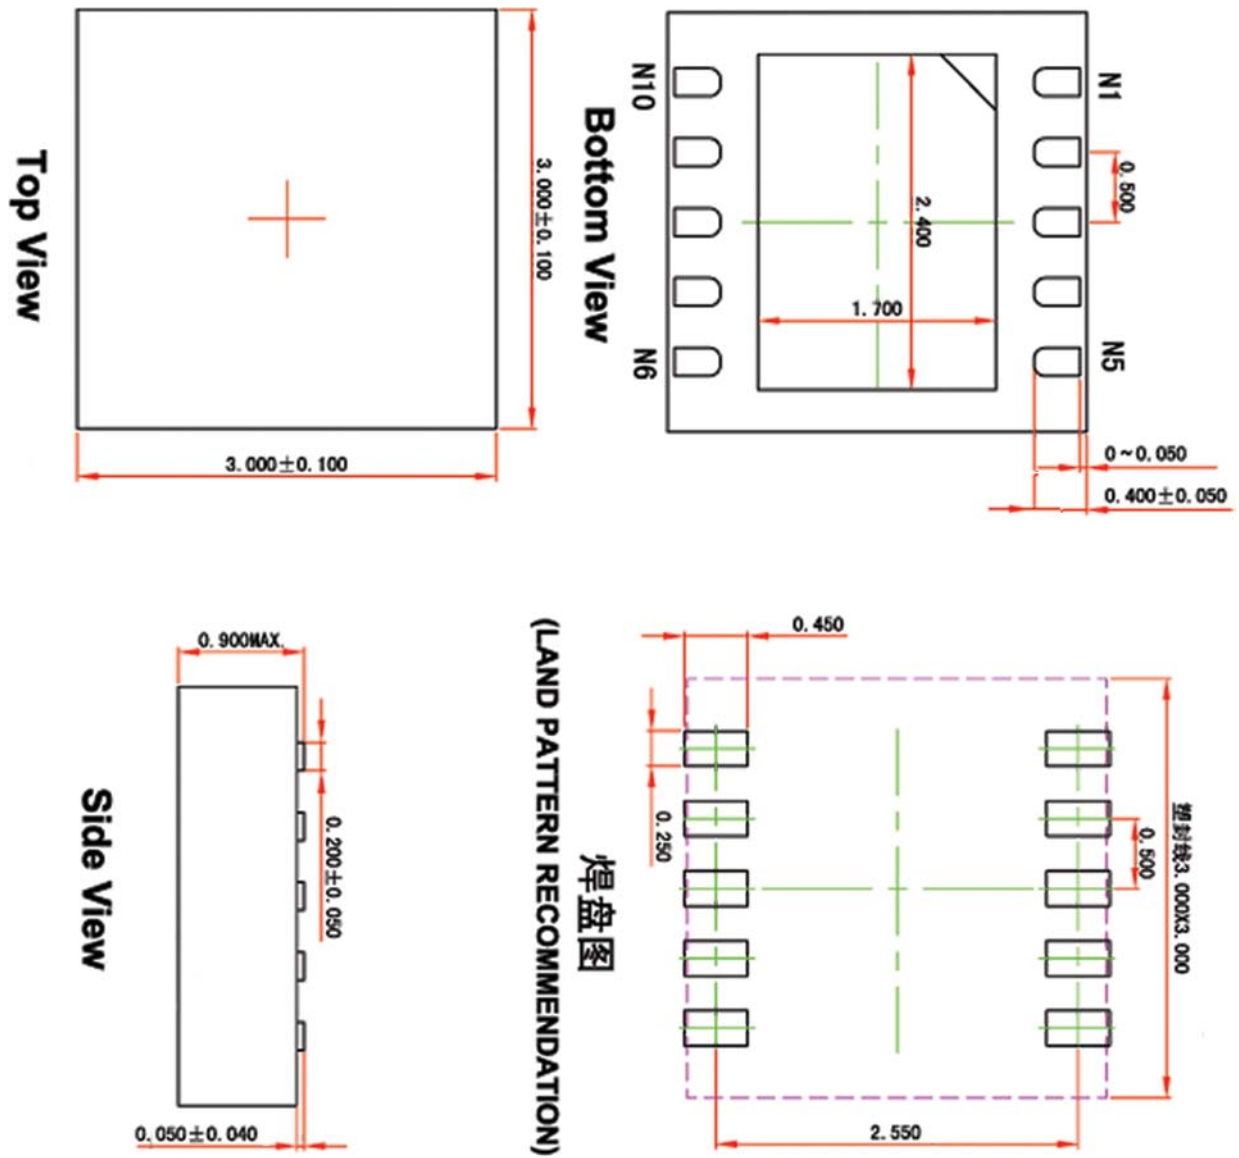 Top View
3.000±0.100
3.000±0.100
Bottom View
N10
N6
N1
N5
0.500
2.400
1.700
0~0.050
0.400±0.050
Side View
0.900MAX.
0.200±0.050
0.050±0.040
(LAND PATTERN RECOMMENDATION)
焊盘图
0.450
0.250
0.500
塑封线3.000X3.000
2.550